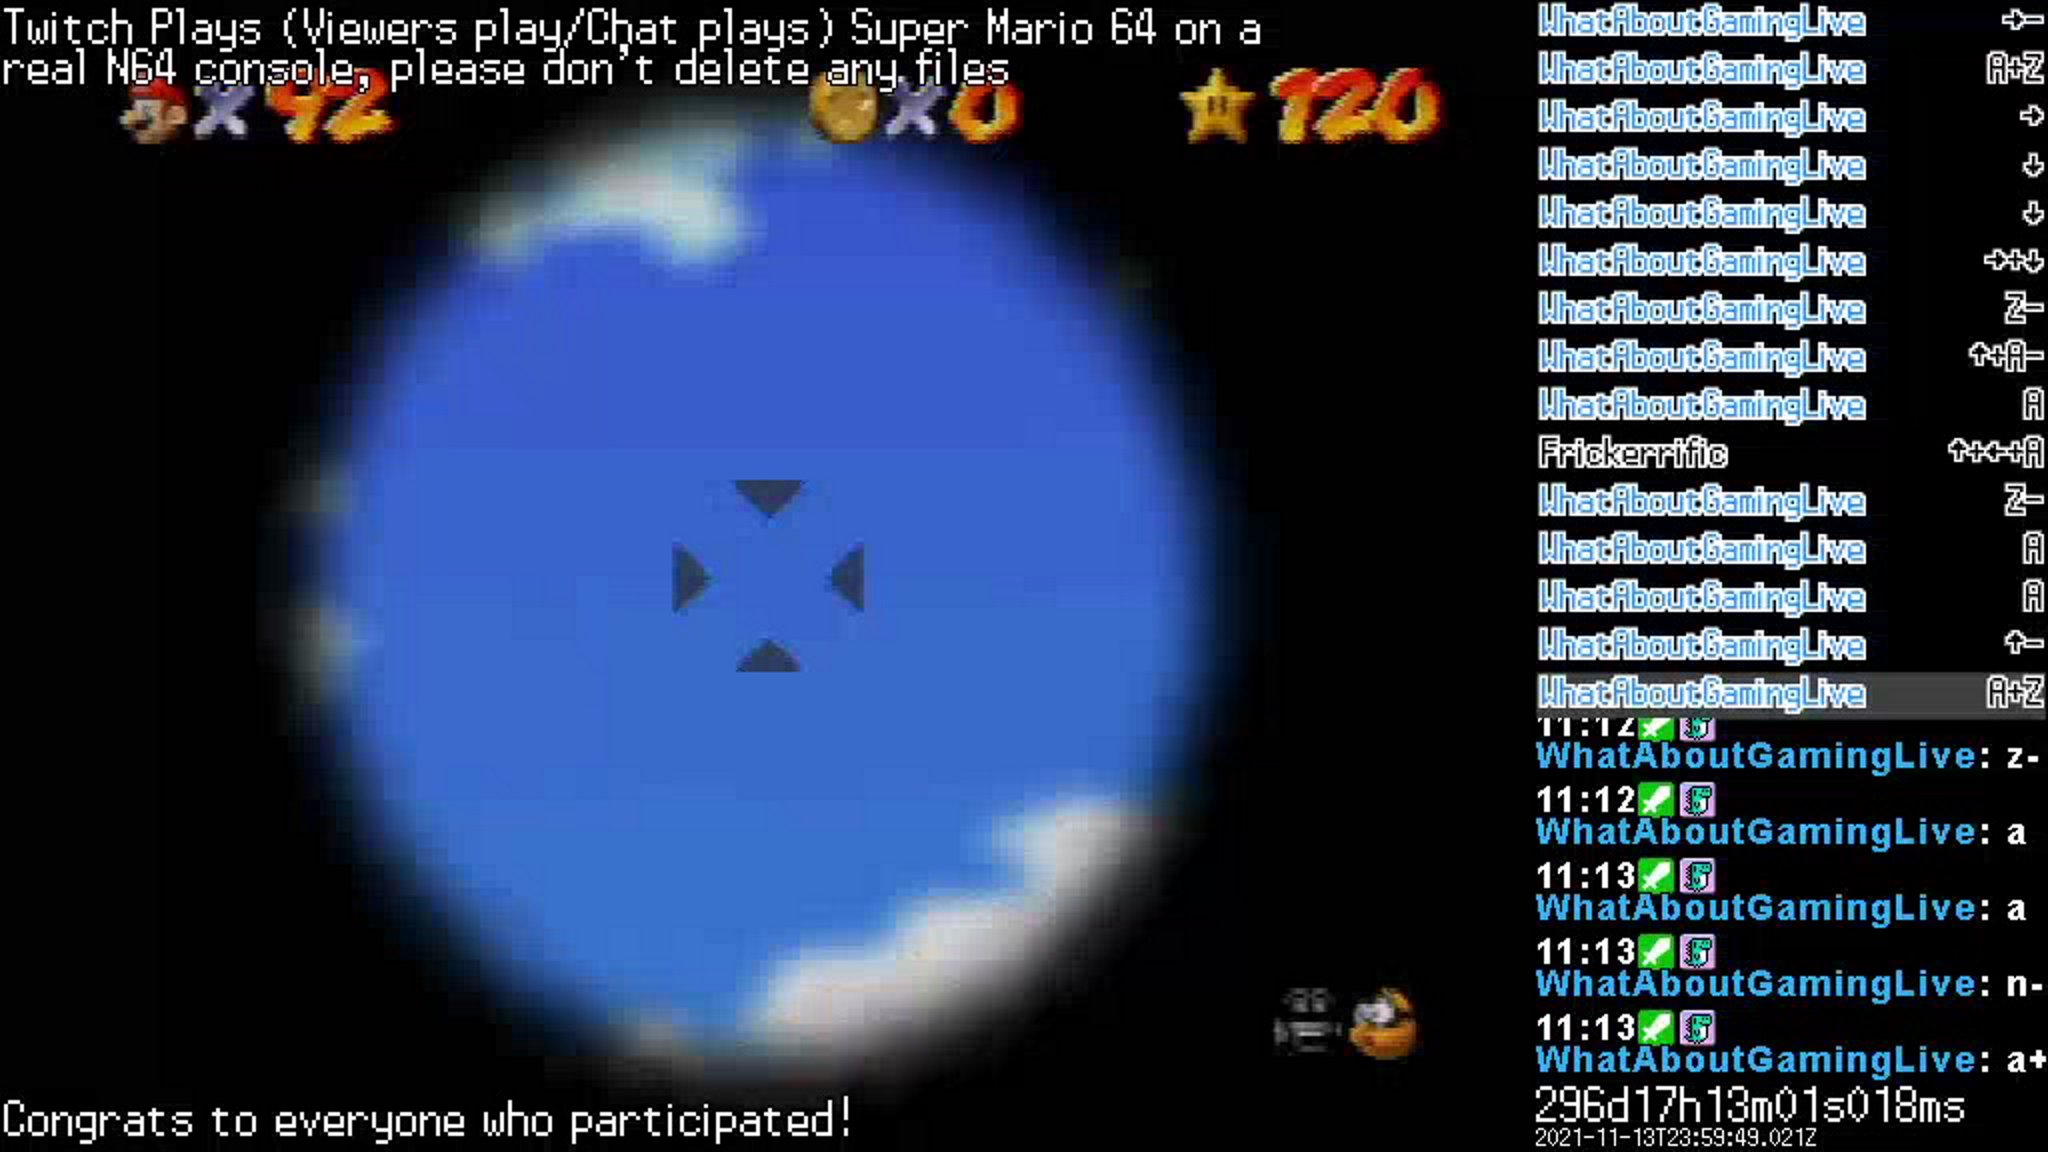 Twitch Plays (Viewers play/Chat plays) Super Mario 64 on a
real N64 console, please don't delete any files
x 42
x 0
120
WhatAboutGamingLive →-
WhatAboutGamingLive A+Z
WhatAboutGamingLive →
WhatAboutGamingLive ↓
WhatAboutGamingLive ↓
WhatAboutGamingLive →+↓
WhatAboutGamingLive Z-
WhatAboutGamingLive ↑+A-
WhatAboutGamingLive A
Frickerrific ↑+←+A
WhatAboutGamingLive Z-
WhatAboutGamingLive A
WhatAboutGamingLive A
WhatAboutGamingLive ↑-
WhatAboutGamingLive A+Z
11:12
WhatAboutGamingLive: z-
11:12
WhatAboutGamingLive: a
11:13
WhatAboutGamingLive: a
11:13
WhatAboutGamingLive: n-
11:13
WhatAboutGamingLive: a+
296d17h13m01s018ms
2021-11-13T23:59:49.021Z
Congrats to everyone who participated!